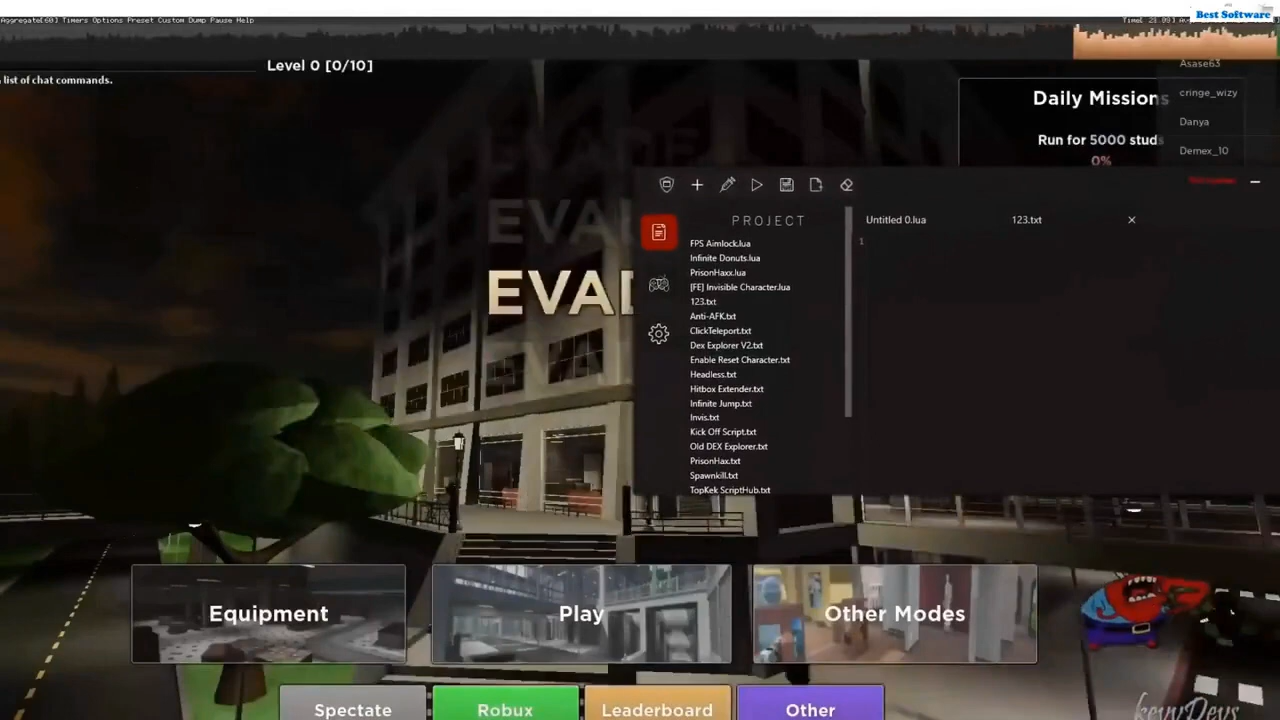 Best Software
Aggregate[60] Timers Options Preset Custom Dump Pause Help
Level 0 [0/10]
list of chat commands.
Asase63
cringe_wizy
Danya
Demex_10
Daily Missions
Run for 5000 studs
0%
EVADE
EVA
EVAD
PROJECT
FPS Aimlock.lua
Infinite Donuts.lua
PrisonHaxx.lua
[FE] Invisible Character.lua
123.txt
Anti-AFK.txt
ClickTeleport.txt
Dex Explorer V2.txt
Enable Reset Character.txt
Headless.txt
Hitbox Extender.txt
Infinite Jump.txt
Invis.txt
Kick Off Script.txt
Old DEX Explorer.txt
PrisonHax.txt
Spawnkill.txt
TopKek ScriptHub.txt
Untitled 0.lua
123.txt
1
Equipment
Play
Other Modes
Spectate
Robux
Leaderboard
Other
kevvDevs